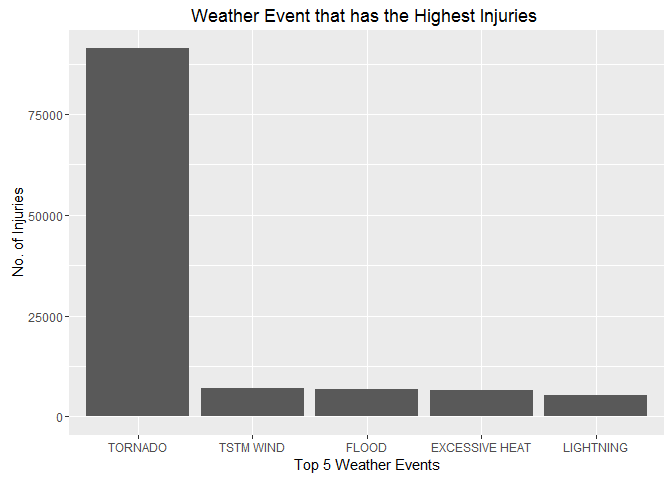 Weather Event that has the Highest Injuries
No. of Injuries
75000
50000
25000
0
TORNADO TSTM WIND FLOOD EXCESSIVE HEAT LIGHTNING
Top 5 Weather Events